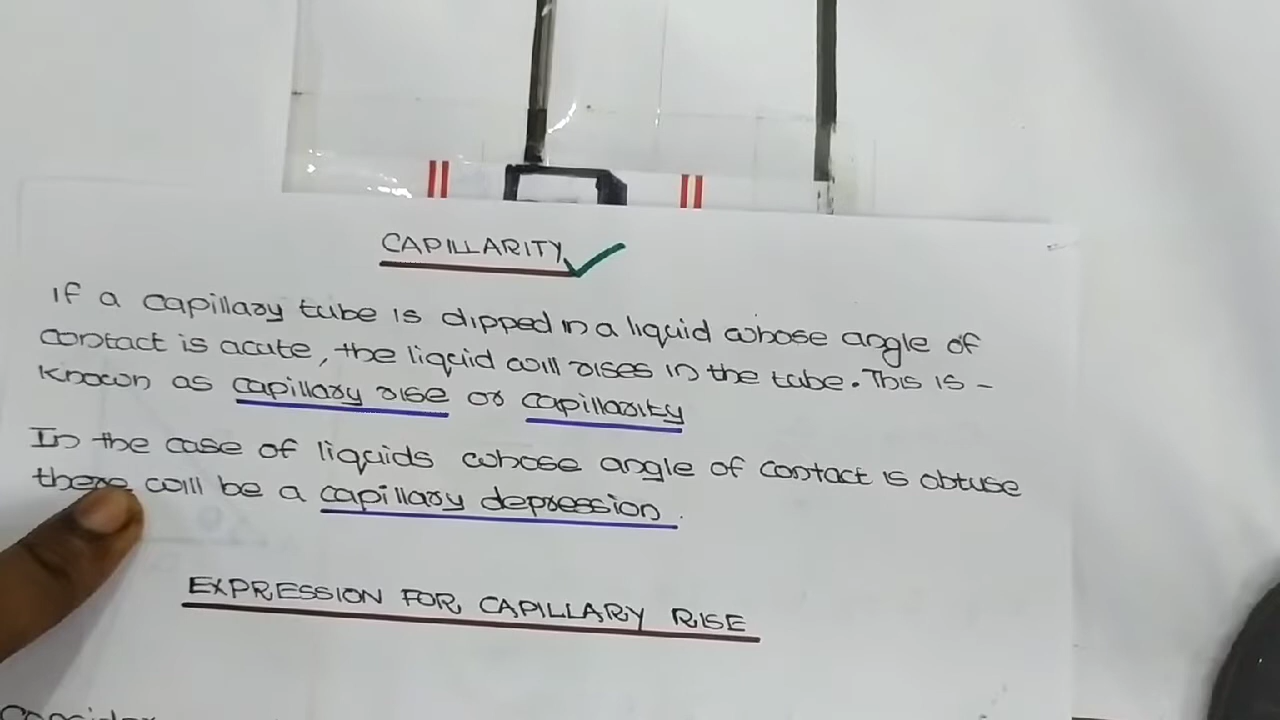 CAPILLARITY
If a capillary tube is dipped in a liquid whose angle of
contact is acute, the liquid will rises in the tube. This is -
known as capillary rise or capillarity
In the case of liquids whose angle of contact is obtuse
there will be a capillary depression.
EXPRESSION FOR CAPILLARY RISE